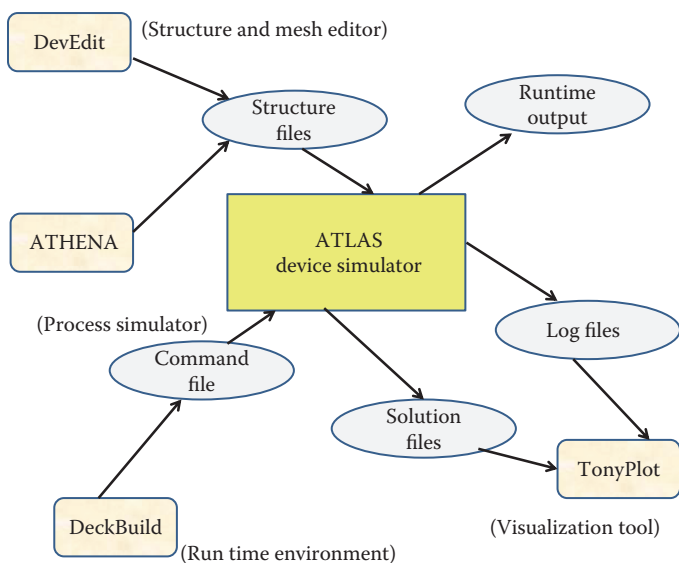 DevEdit
(Structure and mesh editor)
Structure
files
Runtime
output
ATHENA
ATLAS
device simulator
(Process simulator)
Command
file
Log files
Solution
files
TonyPlot
DeckBuild
(Run time environment)
(Visualization tool)